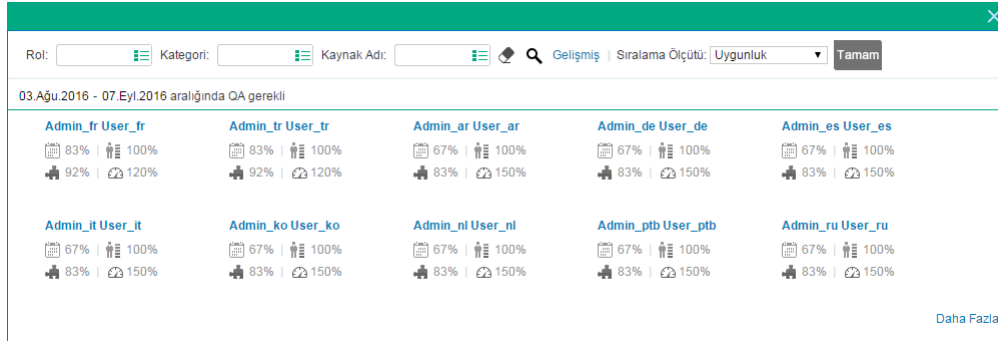 Rol: Kategori: Kaynak Adı: Gelişmiş | Sıralama Ölçütü: Uygunluk Tamam
03.Ağu.2016 - 07.Eyl.2016 aralığında QA gerekli
Admin_fr User_fr Admin_tr User_tr Admin_ar User_ar Admin_de User_de Admin_es User_es
83% | 100% 83% | 100% 67% | 100% 67% | 100% 67% | 100%
92% | 120% 92% | 120% 83% | 150% 83% | 150% 83% | 150%
Admin_it User_it Admin_ko User_ko Admin_nl User_nl Admin_ptb User_ptb Admin_ru User_ru
67% | 100% 67% | 100% 67% | 100% 67% | 100% 67% | 100%
83% | 150% 83% | 150% 83% | 150% 83% | 150% 83% | 150%
Daha Fazla